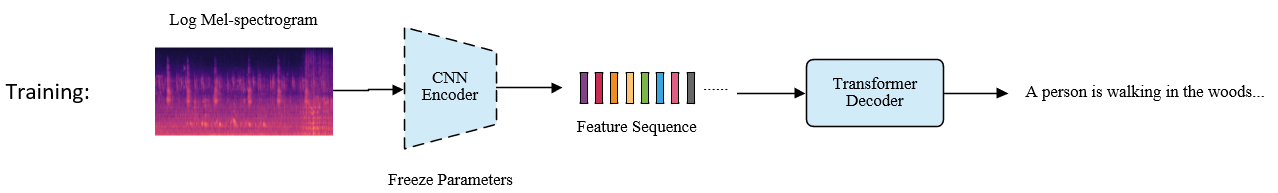 Log Mel-spectrogram
Training:
CNN
Encoder
Freeze Parameters
......
Feature Sequence
Transformer
Decoder
A person is walking in the woods...